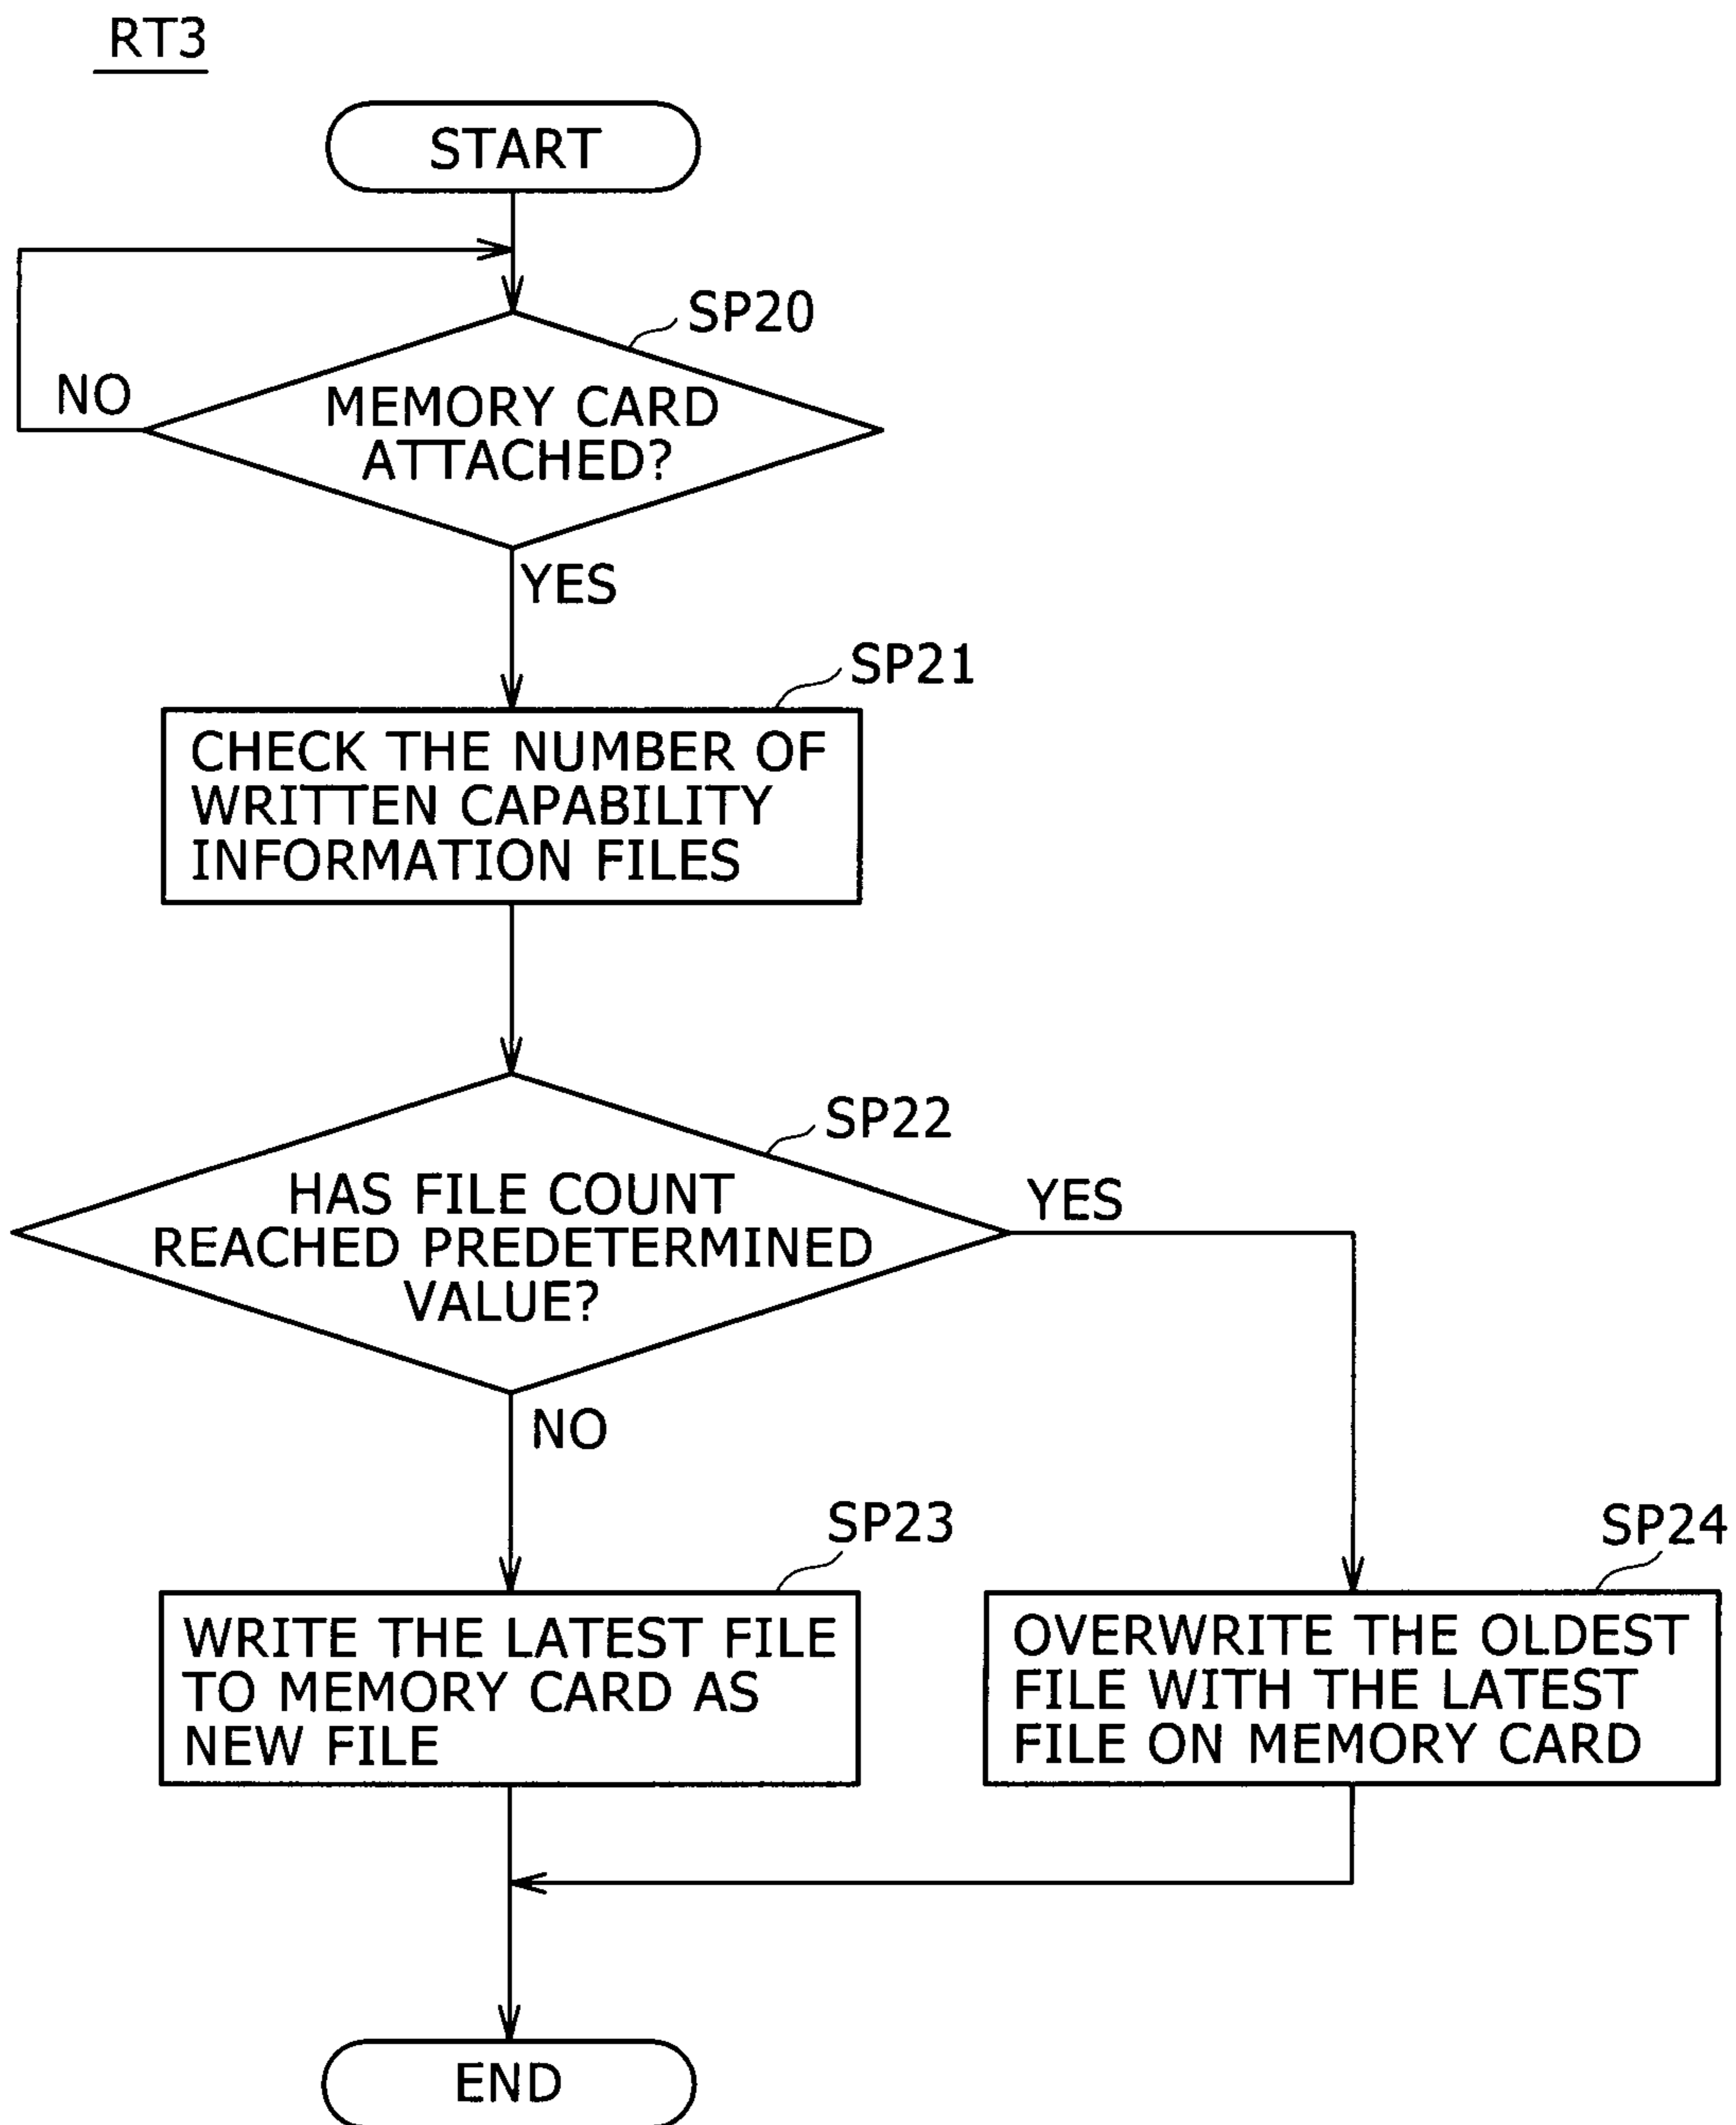 RT3
START
SP20
NO
MEMORY CARD
ATTACHED?
YES
SP21
CHECK THE NUMBER OF
WRITTEN CAPABILITY
INFORMATION FILES
SP22
HAS FILE COUNT
REACHED PREDETERMINED
VALUE?
YES
NO
SP23
WRITE THE LATEST FILE
TO MEMORY CARD AS
NEW FILE
SP24
OVERWRITE THE OLDEST
FILE WITH THE LATEST
FILE ON MEMORY CARD
END